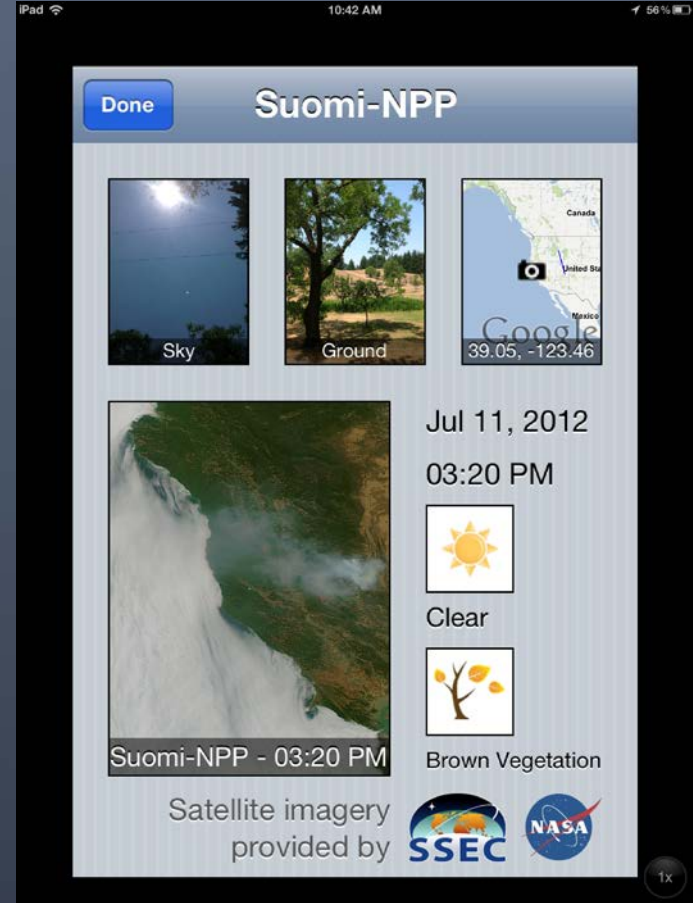 iPad
10:42 AM
56%
Done
Suomi-NPP
Sky
Ground
Canada
United Sta
Mexico
Google
39.05, -123.46
Jul 11, 2012
03:20 PM
Clear
Suomi-NPP - 03:20 PM
Brown Vegetation
Satellite imagery
provided by
SSEC
NASA
1x